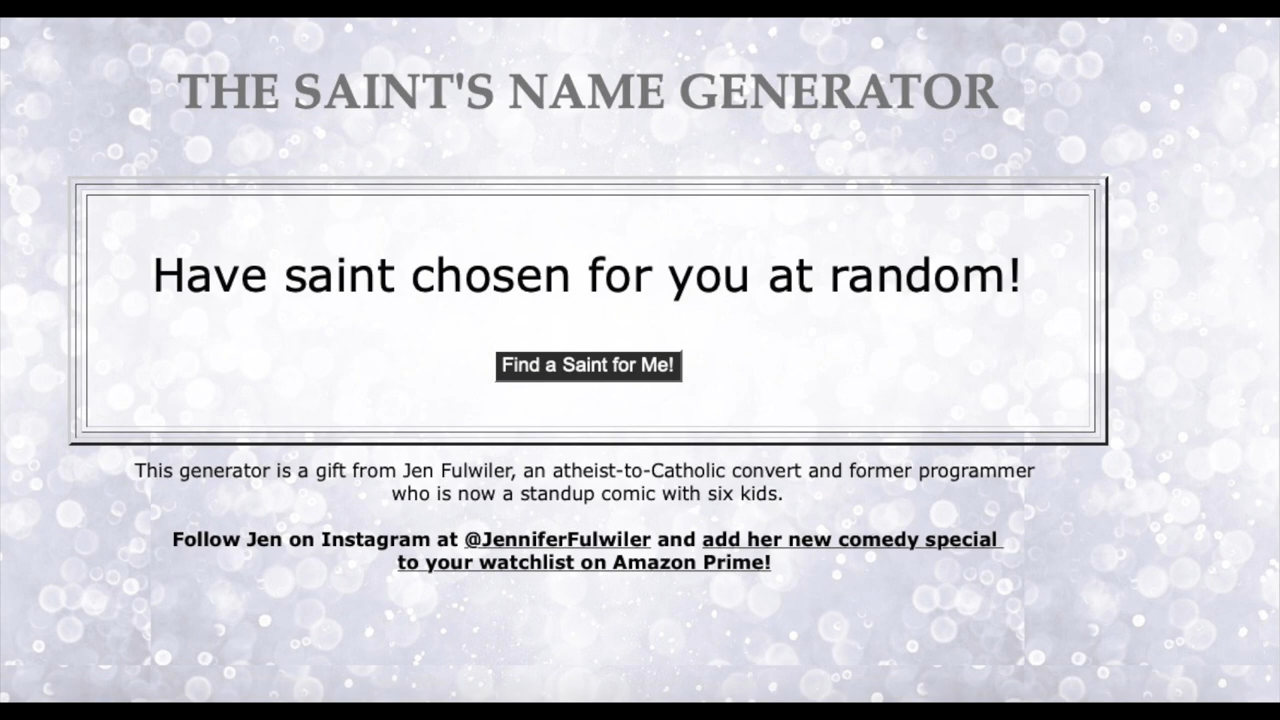 THE SAINT'S NAME GENERATOR
Have saint chosen for you at random!
Find a Saint for Me!
This generator is a gift from Jen Fulwiler, an atheist-to-Catholic convert and former programmer
who is now a standup comic with six kids.
Follow Jen on Instagram at @JenniferFulwiler and add her new comedy special
to your watchlist on Amazon Prime!